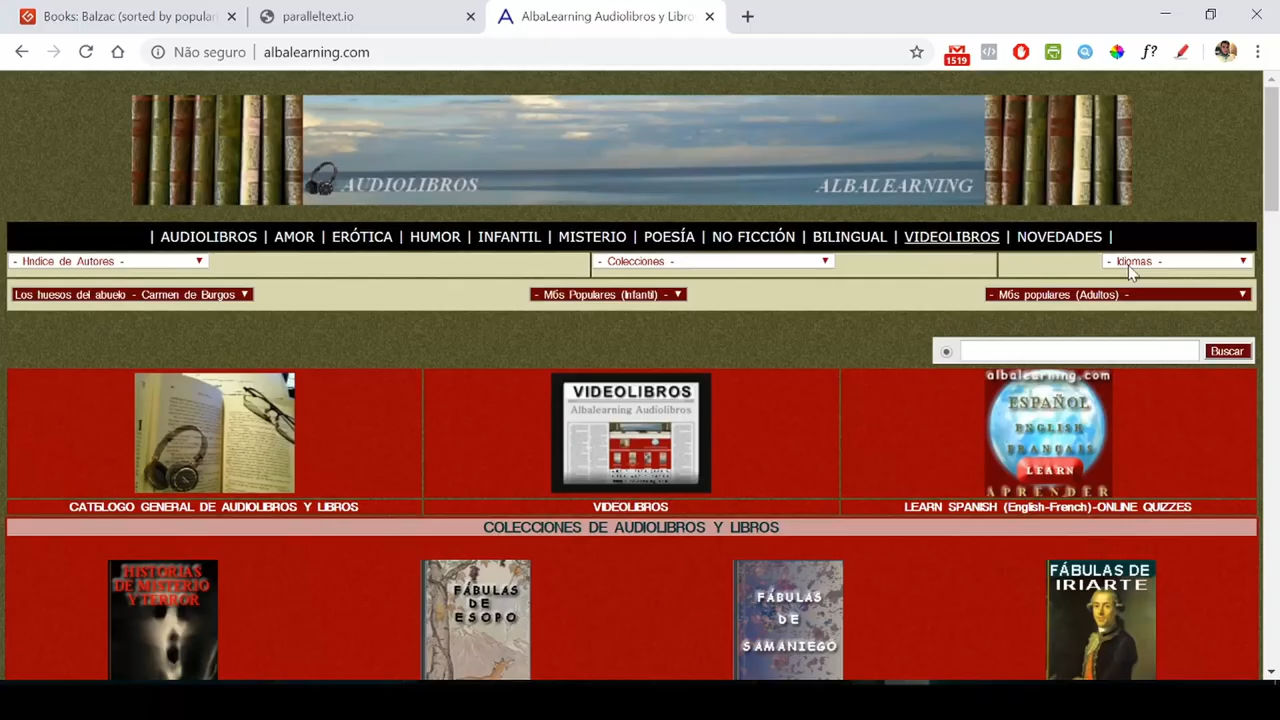 Books: Balzac (sorted by popular
paralleltext.io
AlbaLearning Audiolibros y Libro
Não seguro | albalearning.com
1519
f?
AUDIOLIBROS
ALBALEARNING
| AUDIOLIBROS | AMOR | ERÓTICA | HUMOR | INFANTIL | MISTERIO | POESÍA | NO FICCIÓN | BILINGUAL | VIDEOLIBROS | NOVEDADES |
- Hndice de Autores -
- Colecciones -
- Idiomas -
Los huesos del abuelo - Carmen de Burgos
- Mбs Populares (Infantil) -
- Mбs populares (Adultos) -
Buscar
VIDEOLIBROS
Albalearning Audiolibros
albalearning.com
ESPAÑOL
ENGLISH
FRANÇAIS
LEARN
APRENDER
CATБLOGO GENERAL DE AUDIOLIBROS Y LIBROS
VIDEOLIBROS
LEARN SPANISH (English-French)-ONLINE QUIZZES
COLECCIONES DE AUDIOLIBROS Y LIBROS
HISTORIAS
DE MISTERIO
Y TERROR
FÁBULAS
DE
ESOPO
FÁBULAS
DE
SAMANIEGO
FÁBULAS DE
IRIARTE